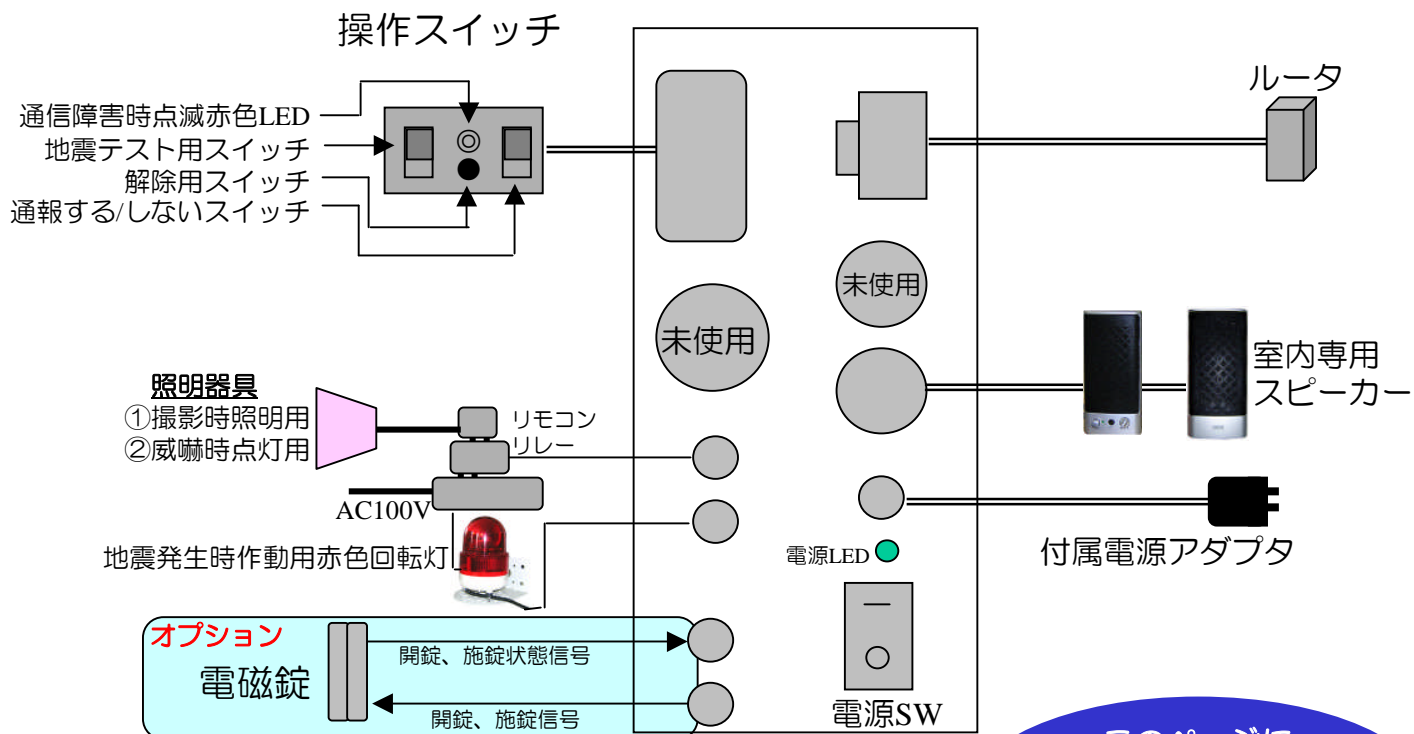 操作スイッチ
通信障害時点滅赤色LED
地震テスト用スイッチ
解除用スイッチ
通報する/しないスイッチ
ルータ
未使用
未使用
室内専用
スピーカー
照明器具
①撮影時照明用
②威嚇時点灯用
リモコン
リレー
AC100V
地震発生時作動用赤色回転灯
付属電源アダプタ
電源LED
オプション
電磁錠
開錠、施錠状態信号
開錠、施錠信号
電源SW
このページに